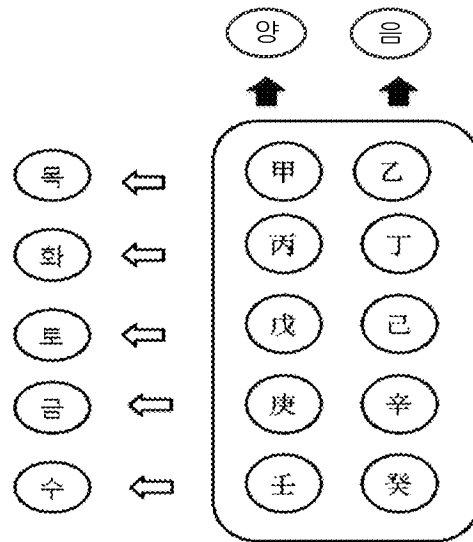 양 음
목 甲 乙
화 丙 丁
토 戊 己
금 庚 辛
수 壬 癸